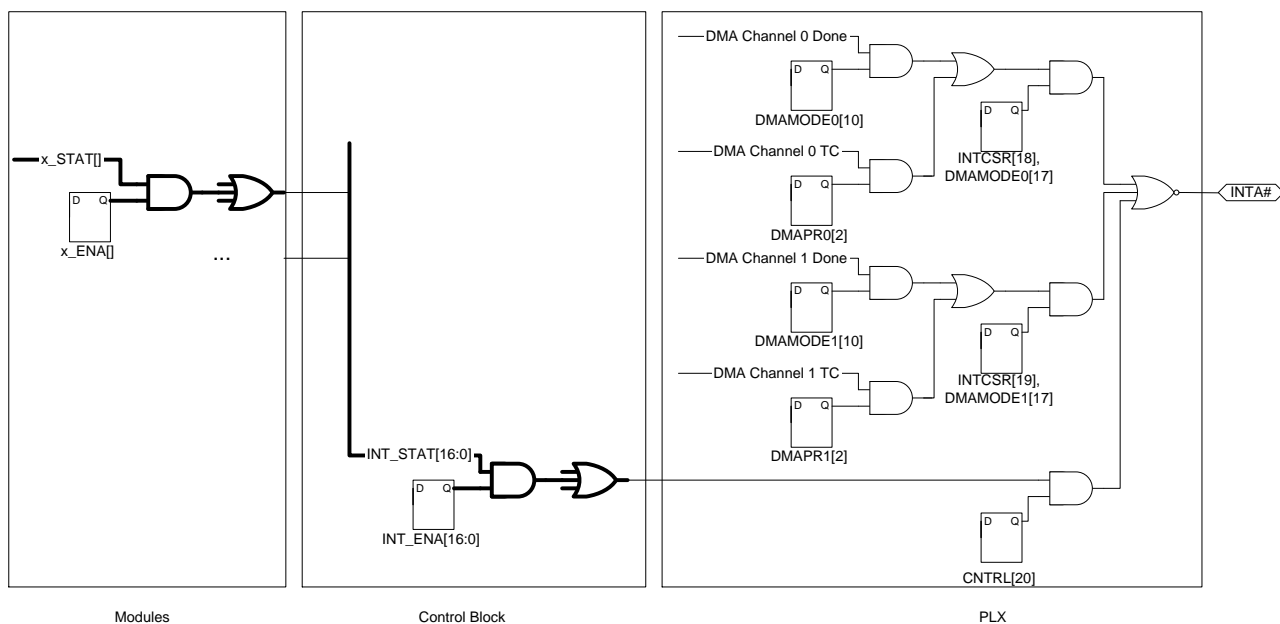 x_STAT[]
D Q
x_ENA[]
...
Modules
INT_STAT[16:0]
D Q
INT_ENA[16:0]
Control Block
DMA Channel 0 Done
D Q
DMAMODE0[10]
D Q
INTCSR[18],
DMAMODE0[17]
DMA Channel 0 TC
D Q
DMAPR0[2]
DMA Channel 1 Done
D Q
DMAMODE1[10]
D Q
INTCSR[19],
DMAMODE1[17]
DMA Channel 1 TC
D Q
DMAPR1[2]
D Q
CNTRL[20]
INTA#
PLX